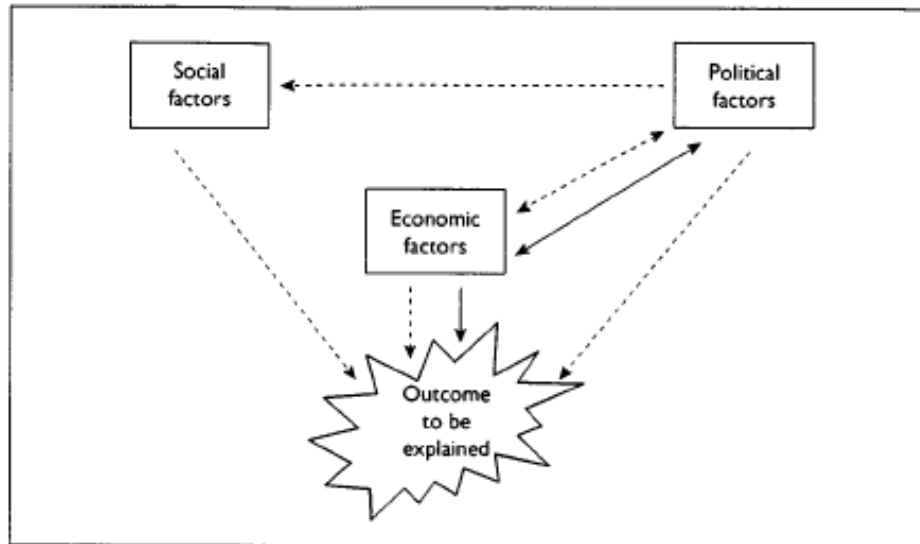 Social
factors
Political
factors
Economic
factors
Outcome
to be
explained